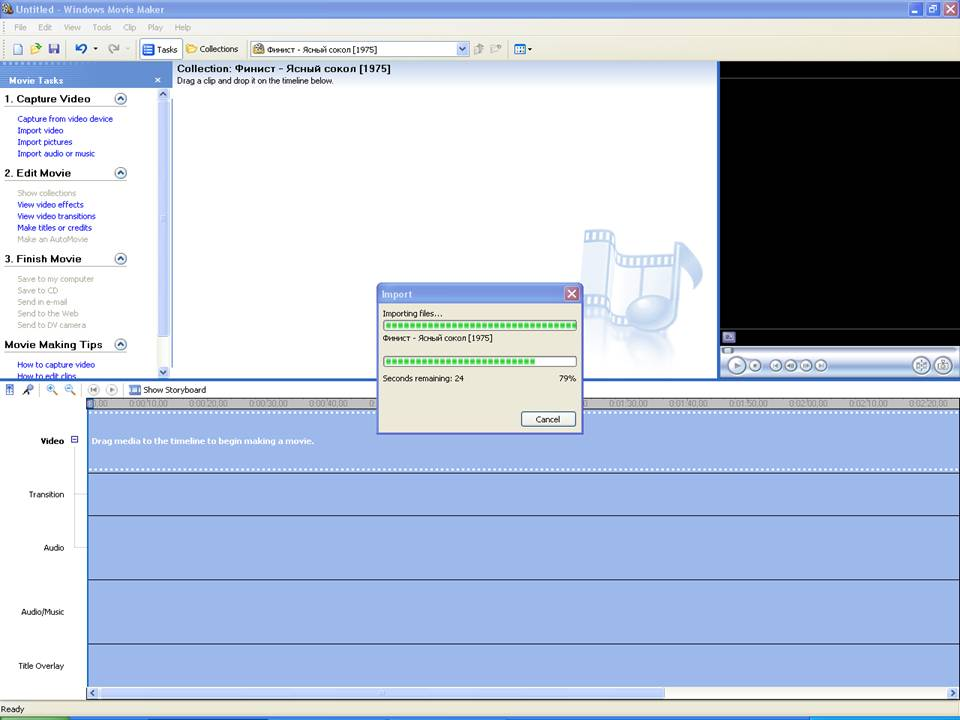 Untitled - Windows Movie Maker
File Edit View Tools Clip Play Help
Tasks Collections Финист - Ясный сокол [1975]
Movie Tasks
1. Capture Video
Capture from video device
Import video
Import pictures
Import audio or music
2. Edit Movie
Show collections
View video effects
View video transitions
Make titles or credits
Make an AutoMovie
3. Finish Movie
Save to my computer
Save to CD
Send in e-mail
Send to the Web
Send to DV camera
Movie Making Tips
How to capture video
How to edit clips
Collection: Финист - Ясный сокол [1975]
Drag a clip and drop it on the timeline below.
Import
Importing files...
Финист - Ясный сокол [1975]
Seconds remaining: 24 79%
Cancel
Show Storyboard
0:00:10,00 0:00:20,00 0:00:30,00 0:00:40,00 0:01:30,00 0:01:40,00 0:01:50,00 0:02:00,00 0:02:10,00 0:02:20,00
Video
Drag media to the timeline to begin making a movie.
Transition
Audio
Audio/Music
Title Overlay
Ready